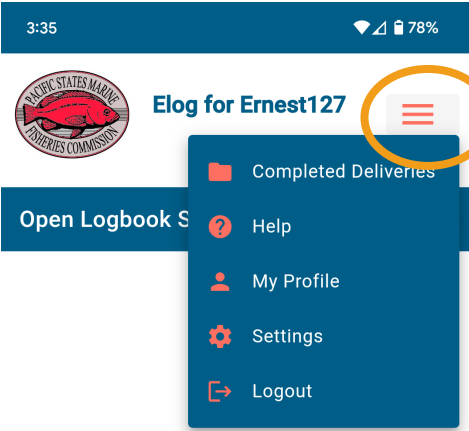 3:35
78%
PACIFIC STATES MARINE
FISHERIES COMMISSION
Elog for Ernest127
Completed Deliveries
Open Logbook S
Help
My Profile
Settings
Logout